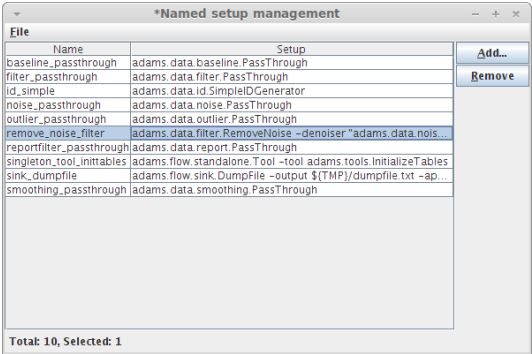 *Named setup management
File
Name Setup
baseline_passthrough adams.data.baseline.PassThrough
filter_passthrough adams.data.filter.PassThrough
id_simple adams.data.id.SimpleIDGenerator
noise_passthrough adams.data.noise.PassThrough
outlier_passthrough adams.data.outlier.PassThrough
remove_noise_filter adams.data.filter.RemoveNoise -denoiser "adams.data.nois...
reportfilter_passthrough adams.data.report.PassThrough
singleton_tool_inittables adams.flow.standalone.Tool -tool adams.tools.InitializeTables
sink_dumpfile adams.flow.sink.DumpFile -output ${TMP}/dumpfile.txt -ap...
smoothing_passthrough adams.data.smoothing.PassThrough
Add...
Remove
Total: 10, Selected: 1